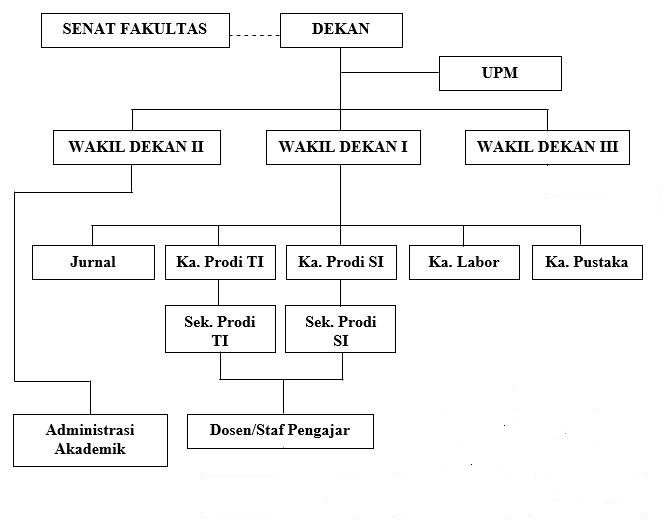 SENAT FAKULTAS
DEKAN
UPM
WAKIL DEKAN II
WAKIL DEKAN I
WAKIL DEKAN III
Jurnal
Ka. Prodi TI
Ka. Prodi SI
Ka. Labor
Ka. Pustaka
Sek. Prodi
TI
Sek. Prodi
SI
Administrasi
Akademik
Dosen/Staf Pengajar